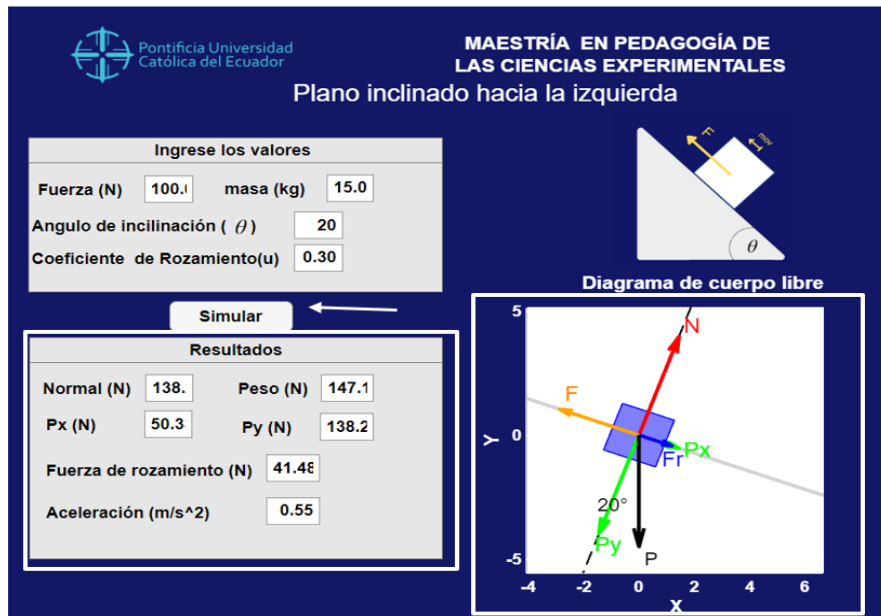 Pontificia Universidad
Católica del Ecuador
MAESTRÍA EN PEDAGOGÍA DE
LAS CIENCIAS EXPERIMENTALES
Plano inclinado hacia la izquierda
Ingrese los valores
Fuerza (N) 100.( masa (kg) 15.0
Angulo de incilinación ( θ ) 20
Coeficiente de Rozamiento(u) 0.30
Simular
Resultados
Normal (N) 138. Peso (N) 147.1
Px (N) 50.3 Py (N) 138.2
Fuerza de rozamiento (N) 41.48
Aceleración (m/s^2) 0.55
F
mov
θ
Diagrama de cuerpo libre
5
N
F
Y
0
Px
Fr
20°
Py
P
-5
-4 -2 0 2 4 6
X